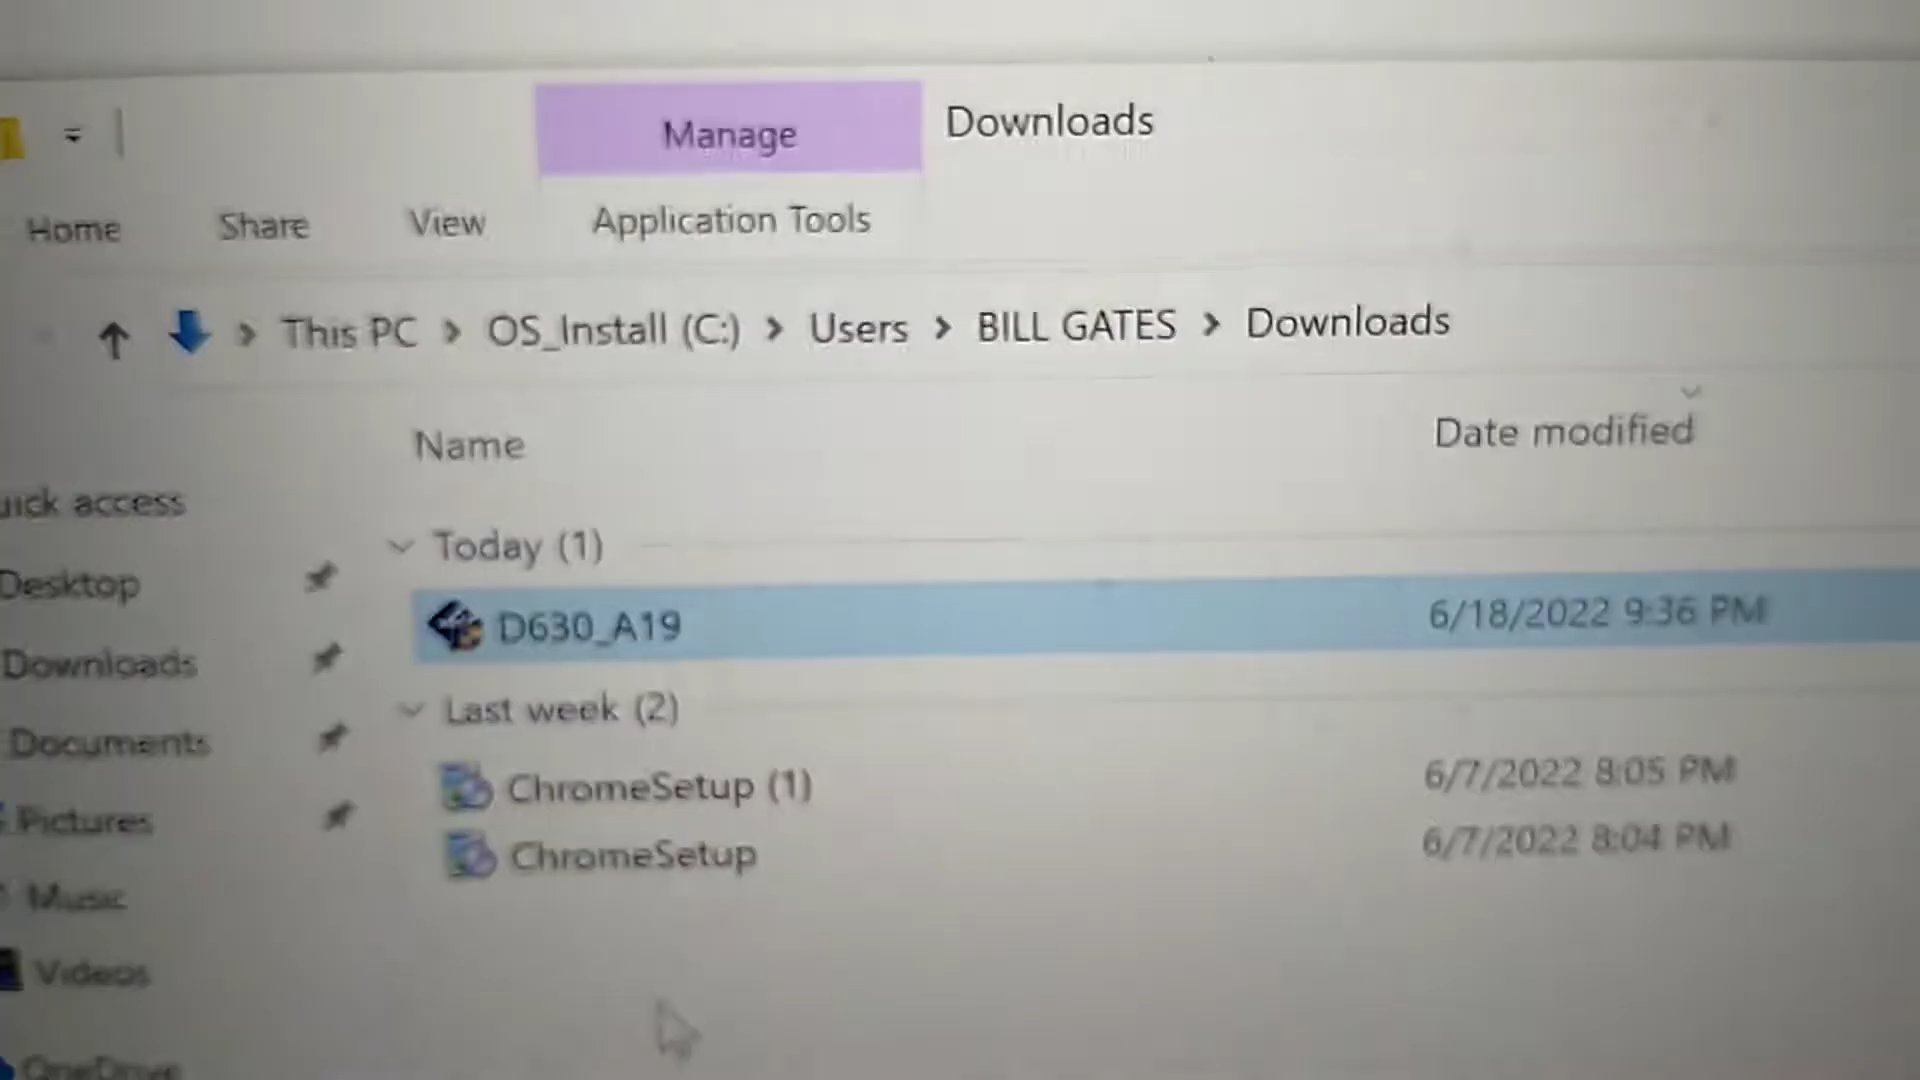 Manage Downloads
Home Share View Application Tools
This PC > OS_Install (C:) > Users > BILL GATES > Downloads
Name Date modified
uick access
Today (1)
Desktop
D630_A19 6/18/2022 9:36 PM
Downloads
Last week (2)
Documents
ChromeSetup (1) 6/7/2022 8:05 PM
Pictures
ChromeSetup 6/7/2022 8:04 PM
Music
Videos
OneDrive